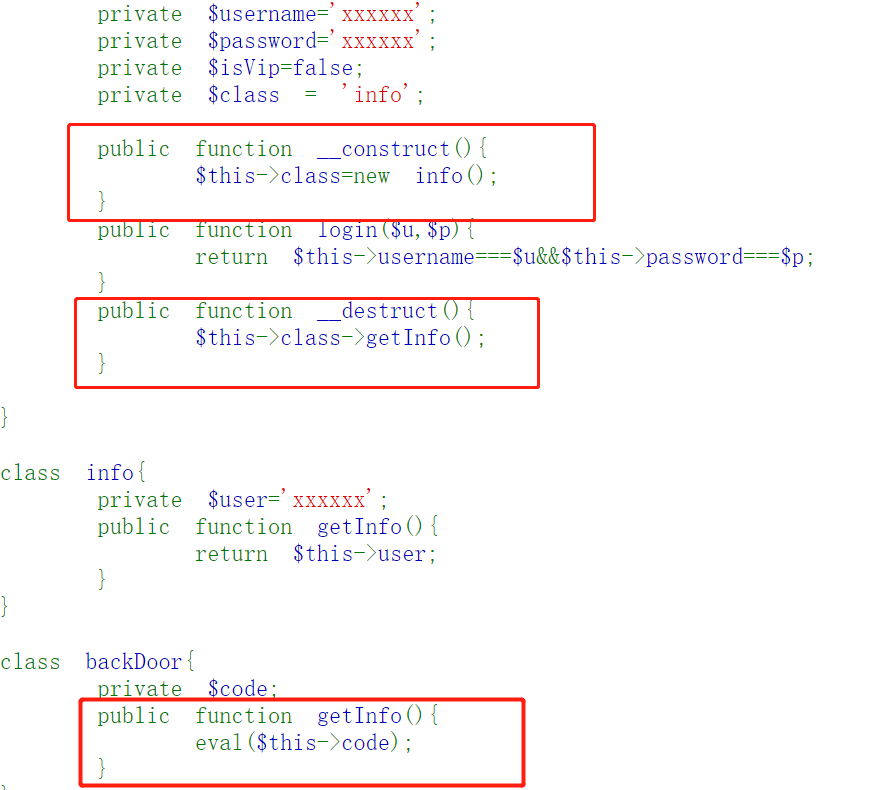 private $username='xxxxxx';
private $password='xxxxxx';
private $isVip=false;
private $class = 'info';
public function __construct(){
$this->class=new info();
}
public function login($u,$p){
return $this->username===$u&&$this->password===$p;
}
public function __destruct(){
$this->class->getInfo();
}
}
class info{
private $user='xxxxxx';
public function getInfo(){
return $this->user;
}
}
class backDoor{
private $code;
public function getInfo(){
eval($this->code);
}